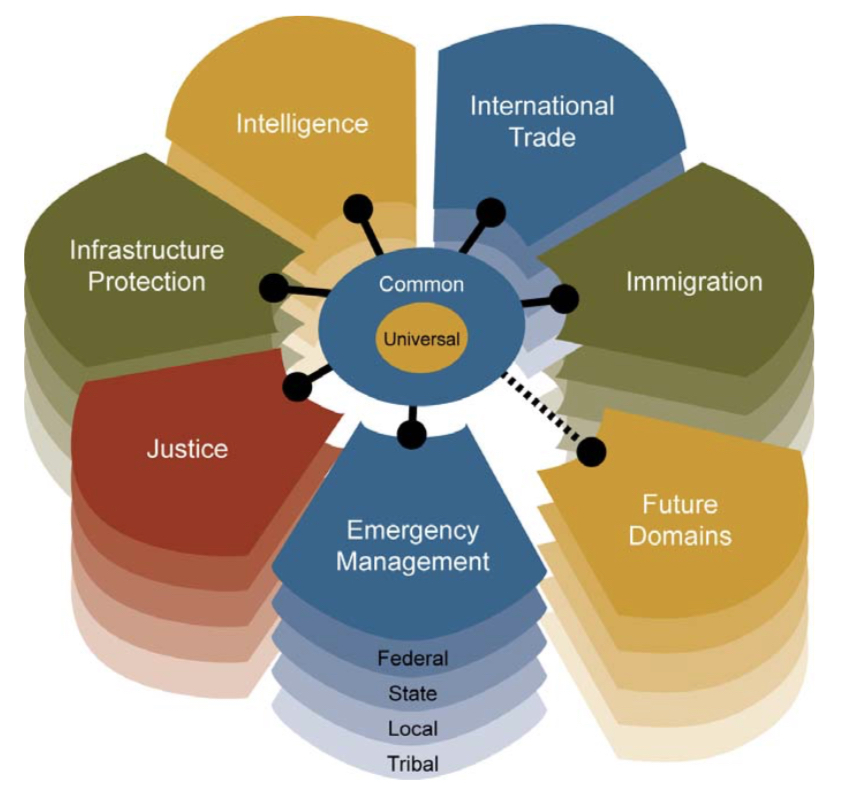 Intelligence
International
Trade
Infrastructure
Protection
Common
Immigration
Universal
Justice
Emergency
Management
Future
Domains
Federal
State
Local
Tribal